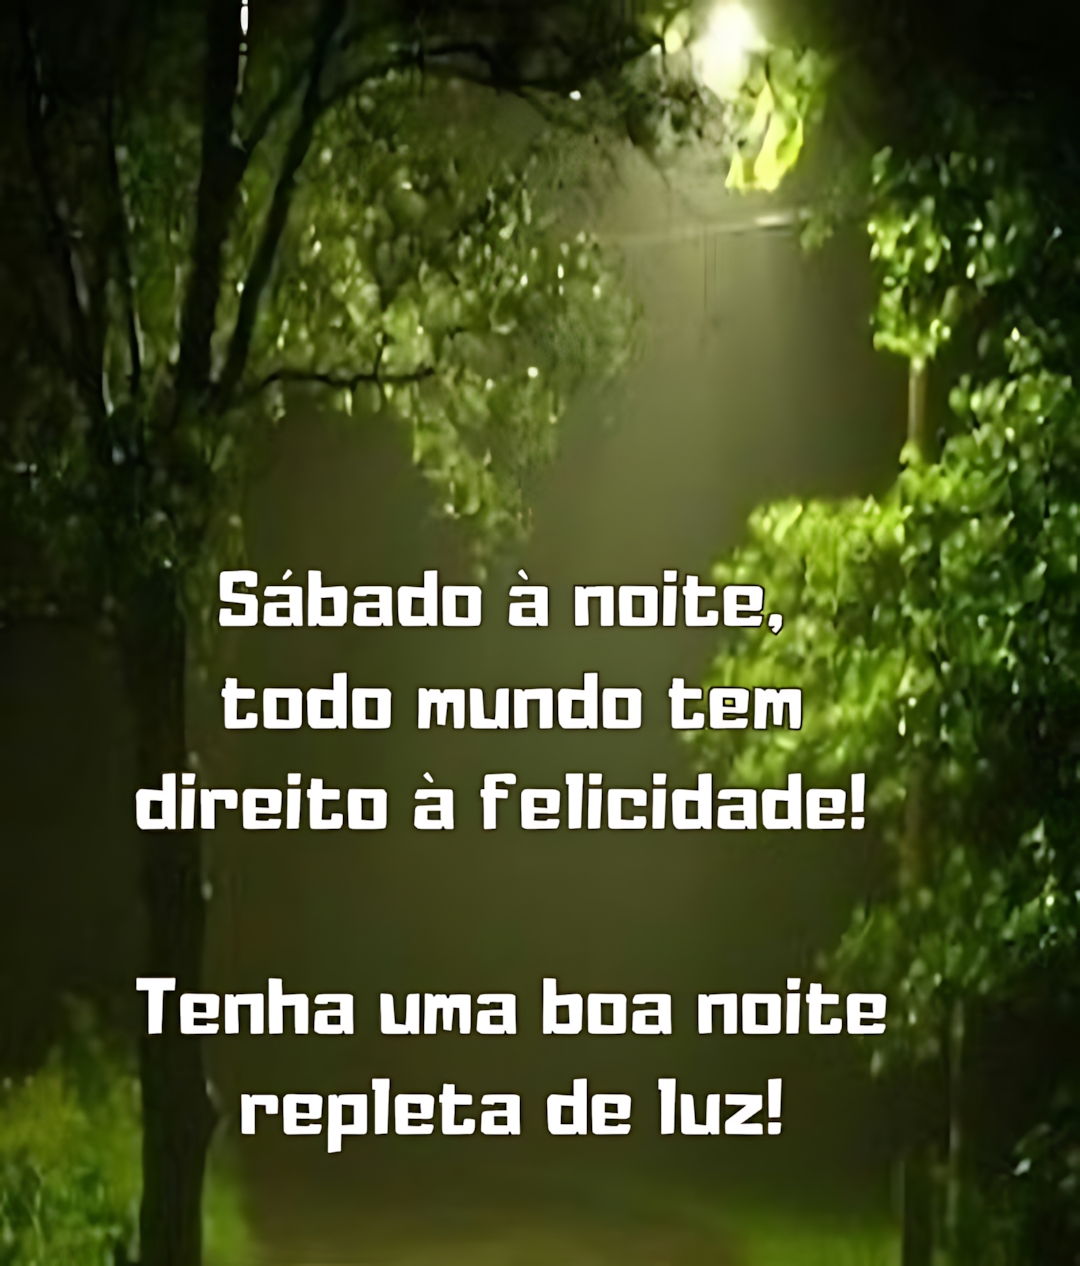 Sábado à noite,
todo mundo tem
direito à felicidade!
Tenha uma boa noite
repleta de luz!